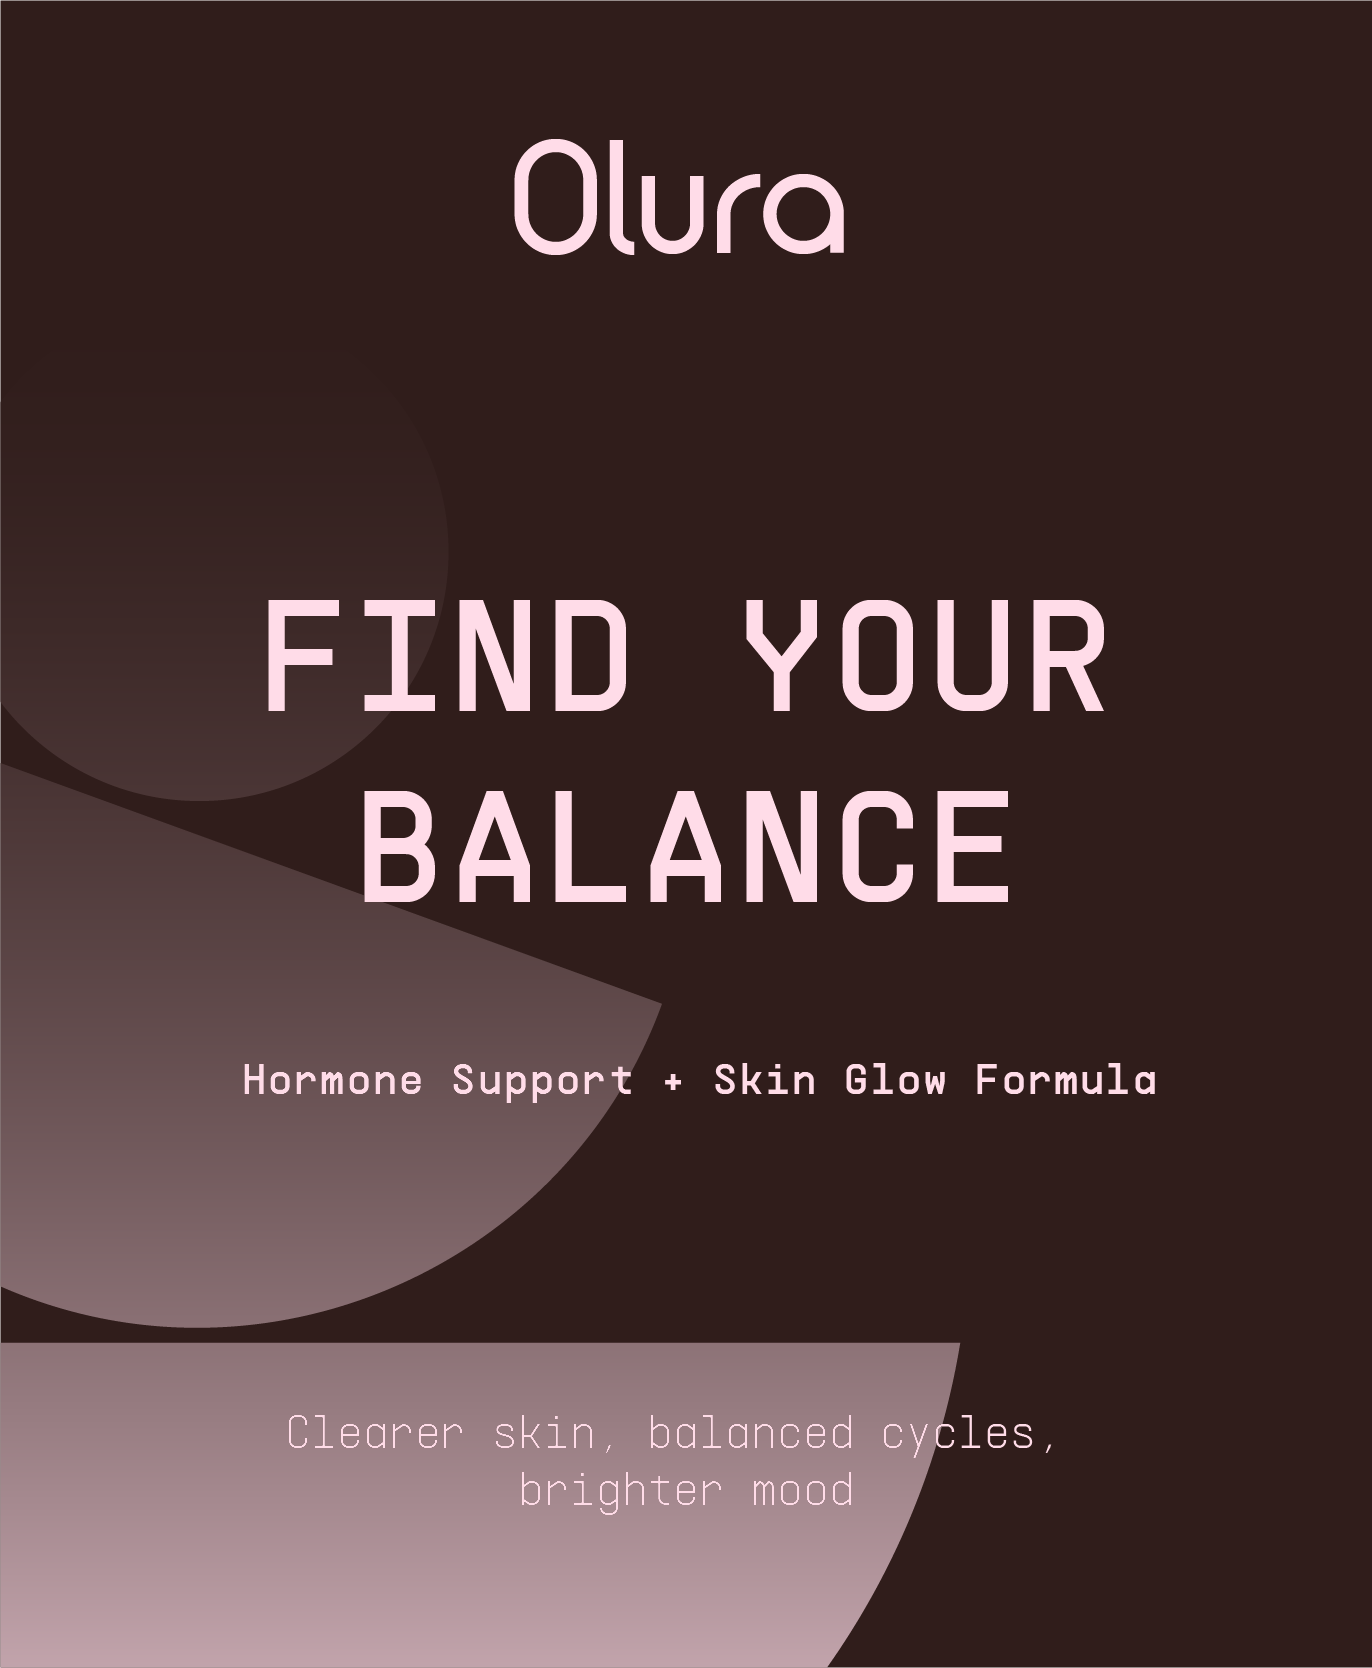 Olura
FIND YOUR
BALANCE
Hormone Support + Skin Glow Formula
Clearer skin, balanced cycles,
brighter mood